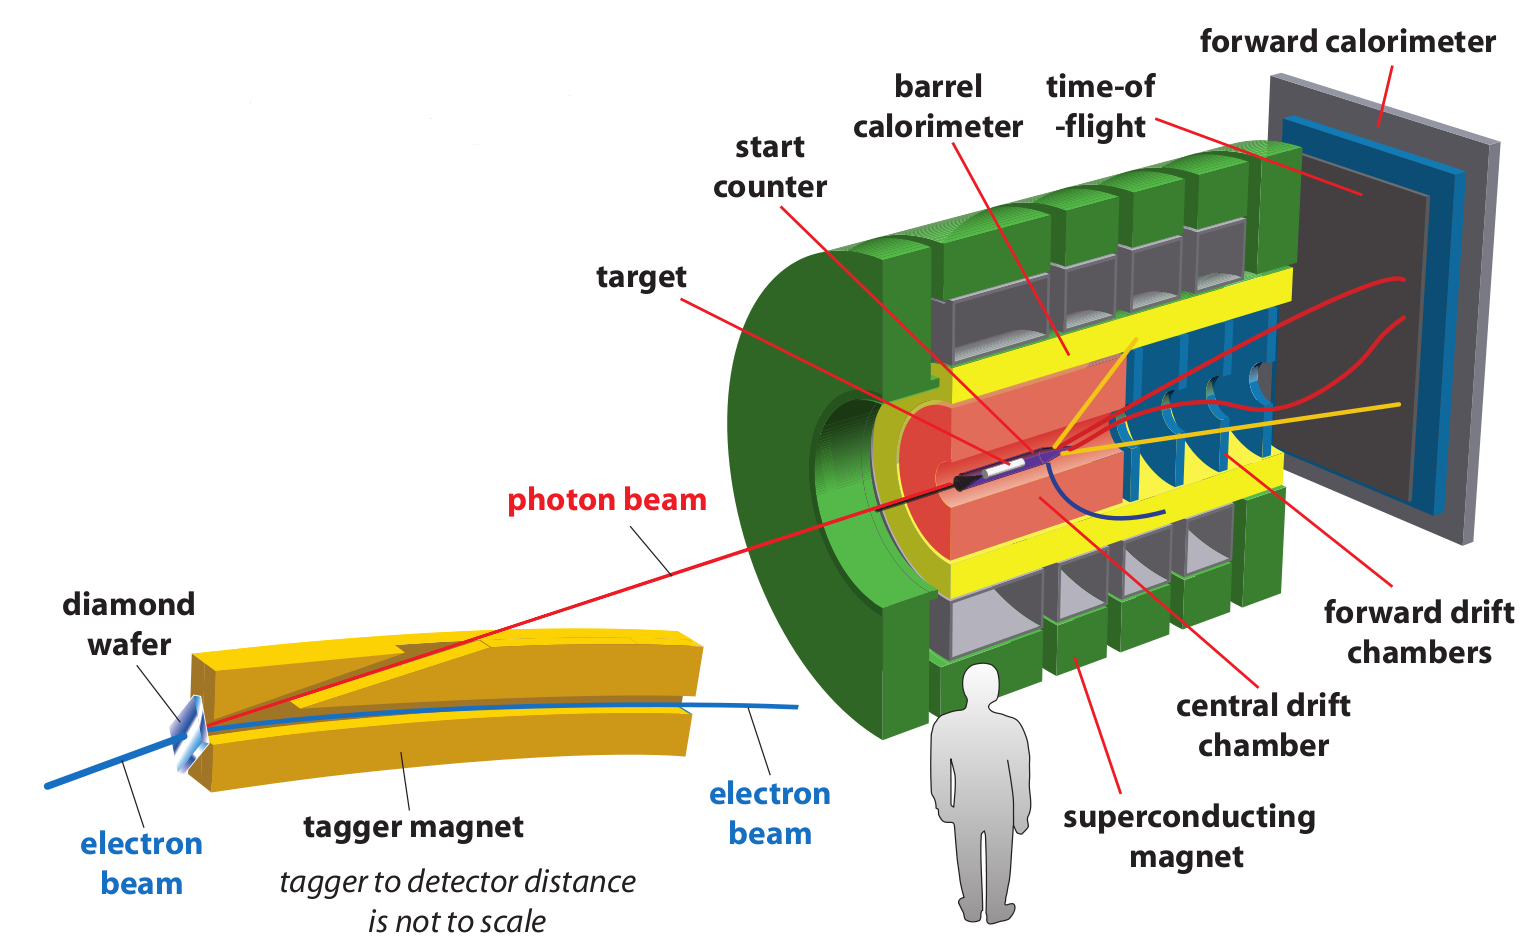 forward calorimeter
barrel
calorimeter
time-of
-flight
start
counter
target
photon beam
diamond
wafer
forward drift
chambers
central drift
chamber
electron
beam
superconducting
magnet
tagger magnet
electron
beam
tagger to detector distance
is not to scale